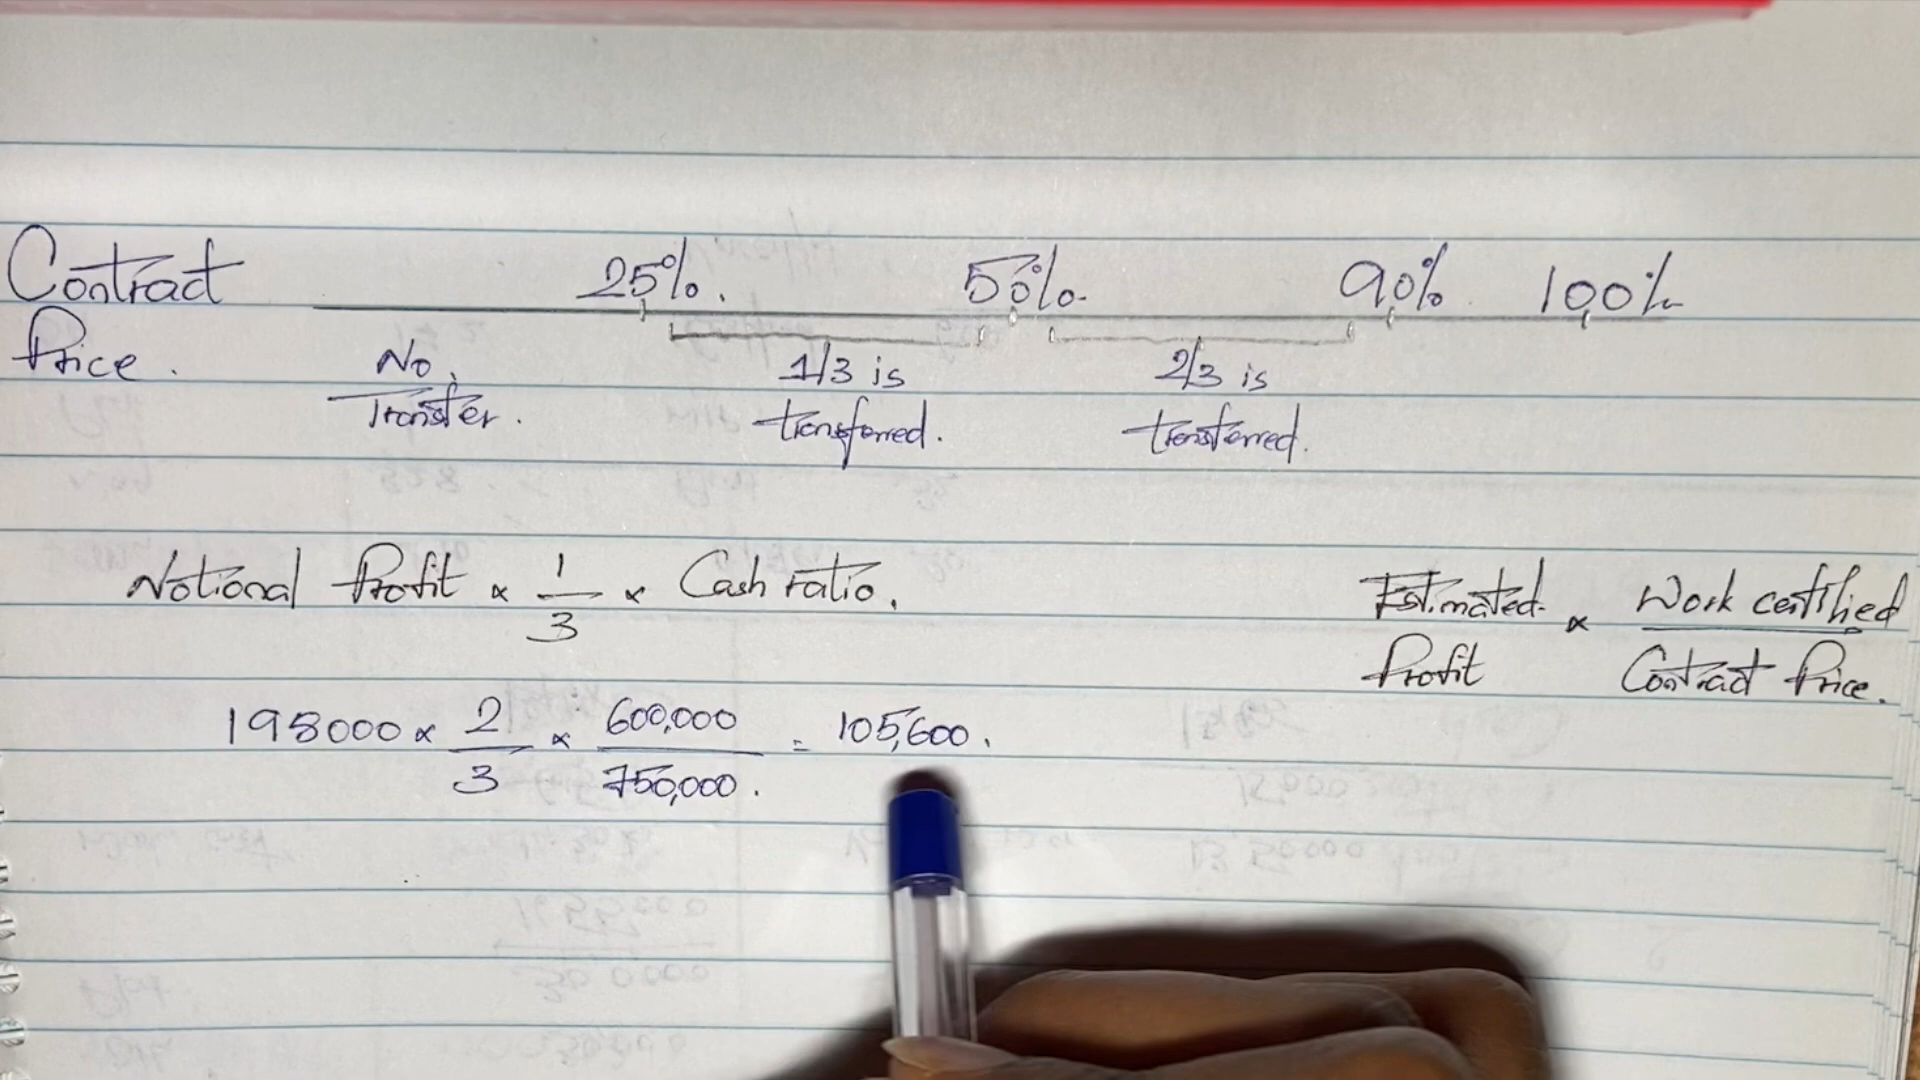 Contract 25%. 50%. 90% 100%
Price. No 1/3 is 2/3 is
Transfer. transferred. transferred.
Notional Profit × 1/3 × Cash ratio. Estimated Profit × Work certified / Contract Price.
198000 × 2/3 × 600,000/750,000. = 105,600.